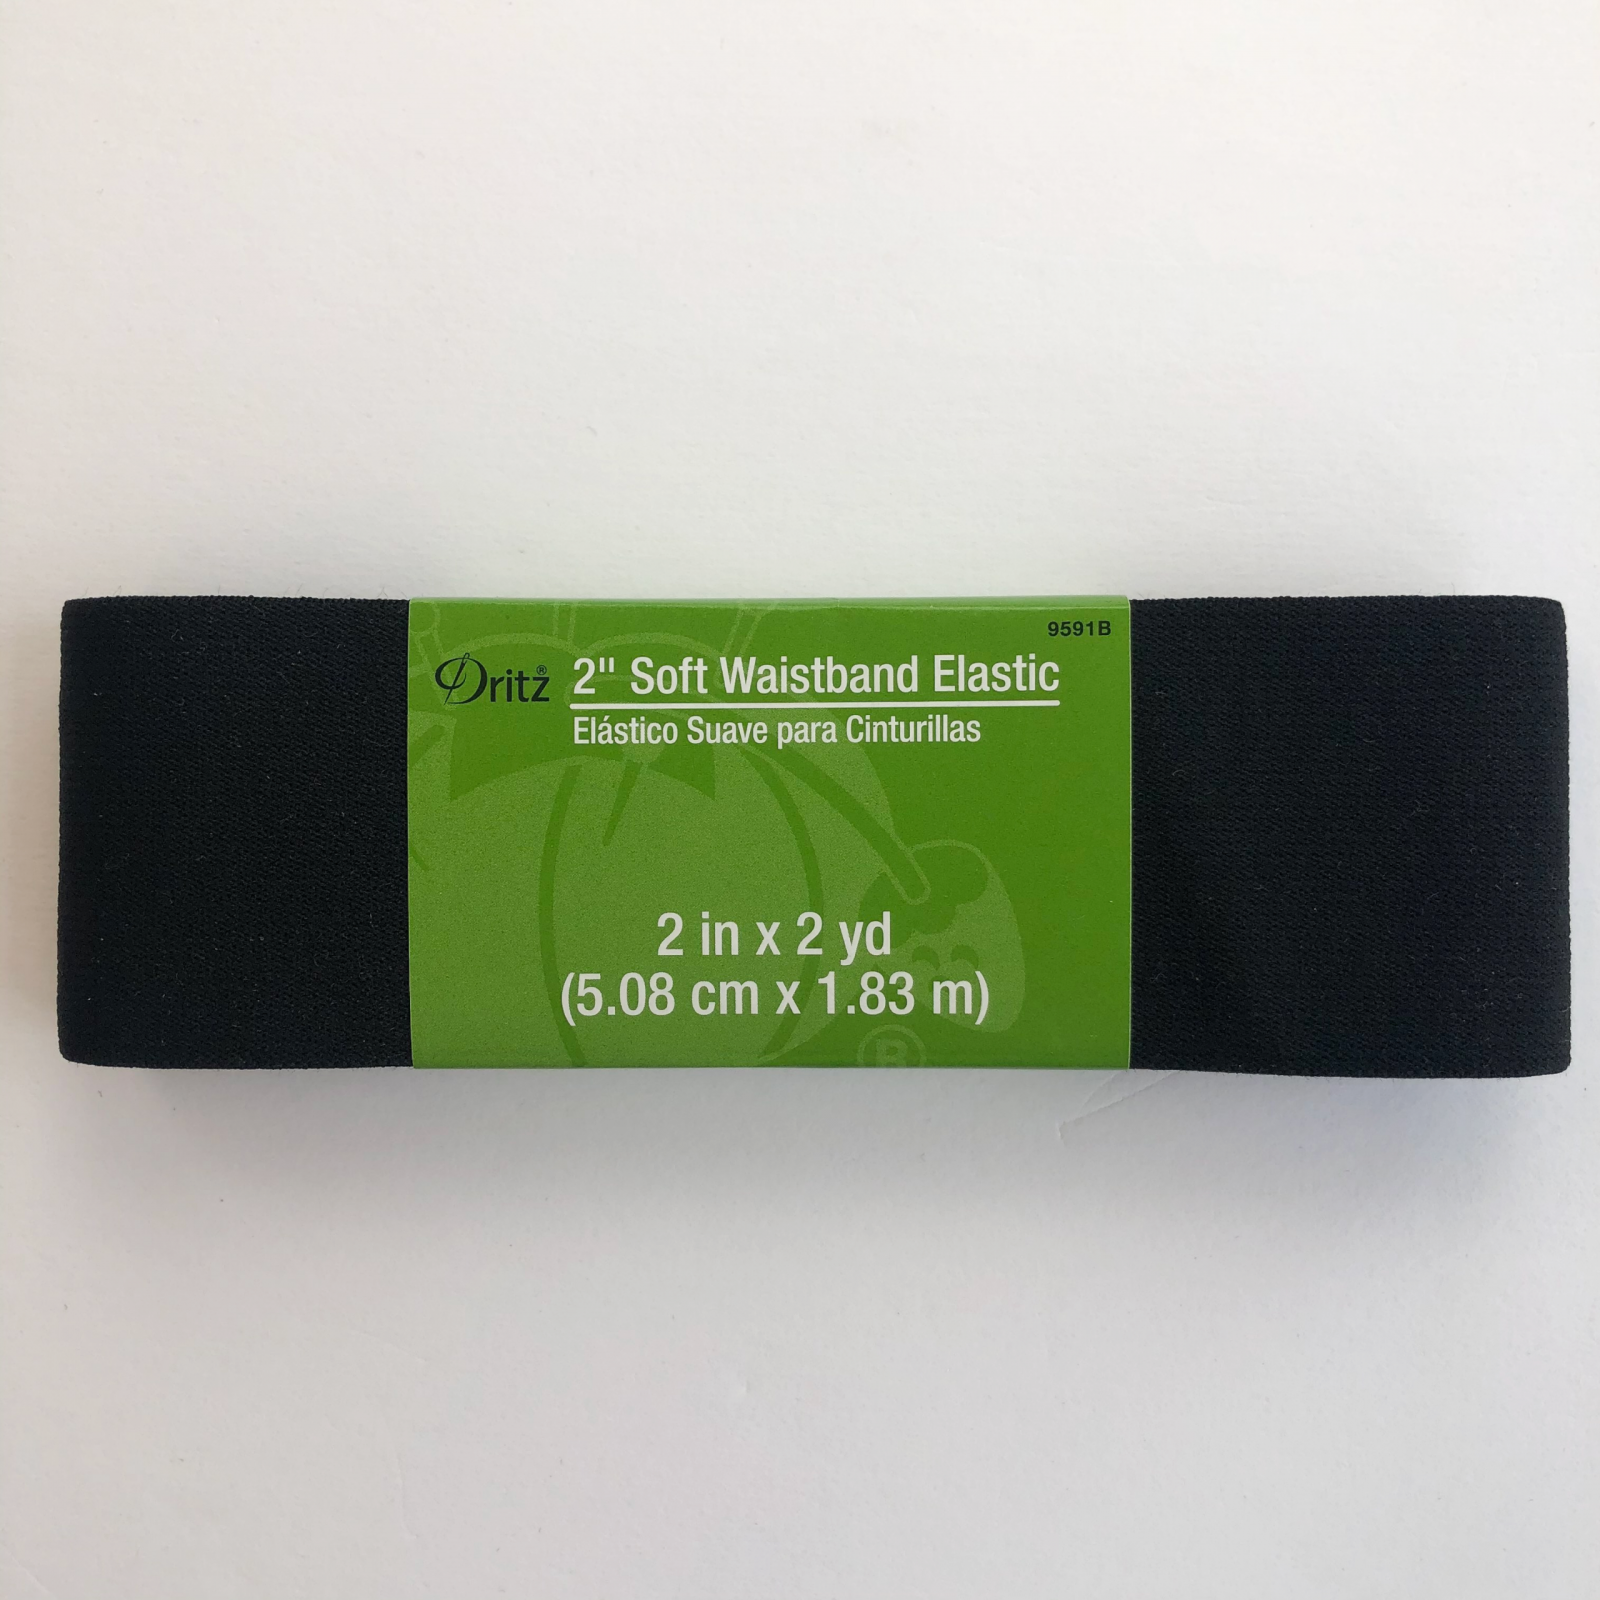 9591B
Dritz® 2" Soft Waistband Elastic
Elástico Suave para Cinturillas
2 in x 2 yd
(5.08 cm x 1.83 m)
®